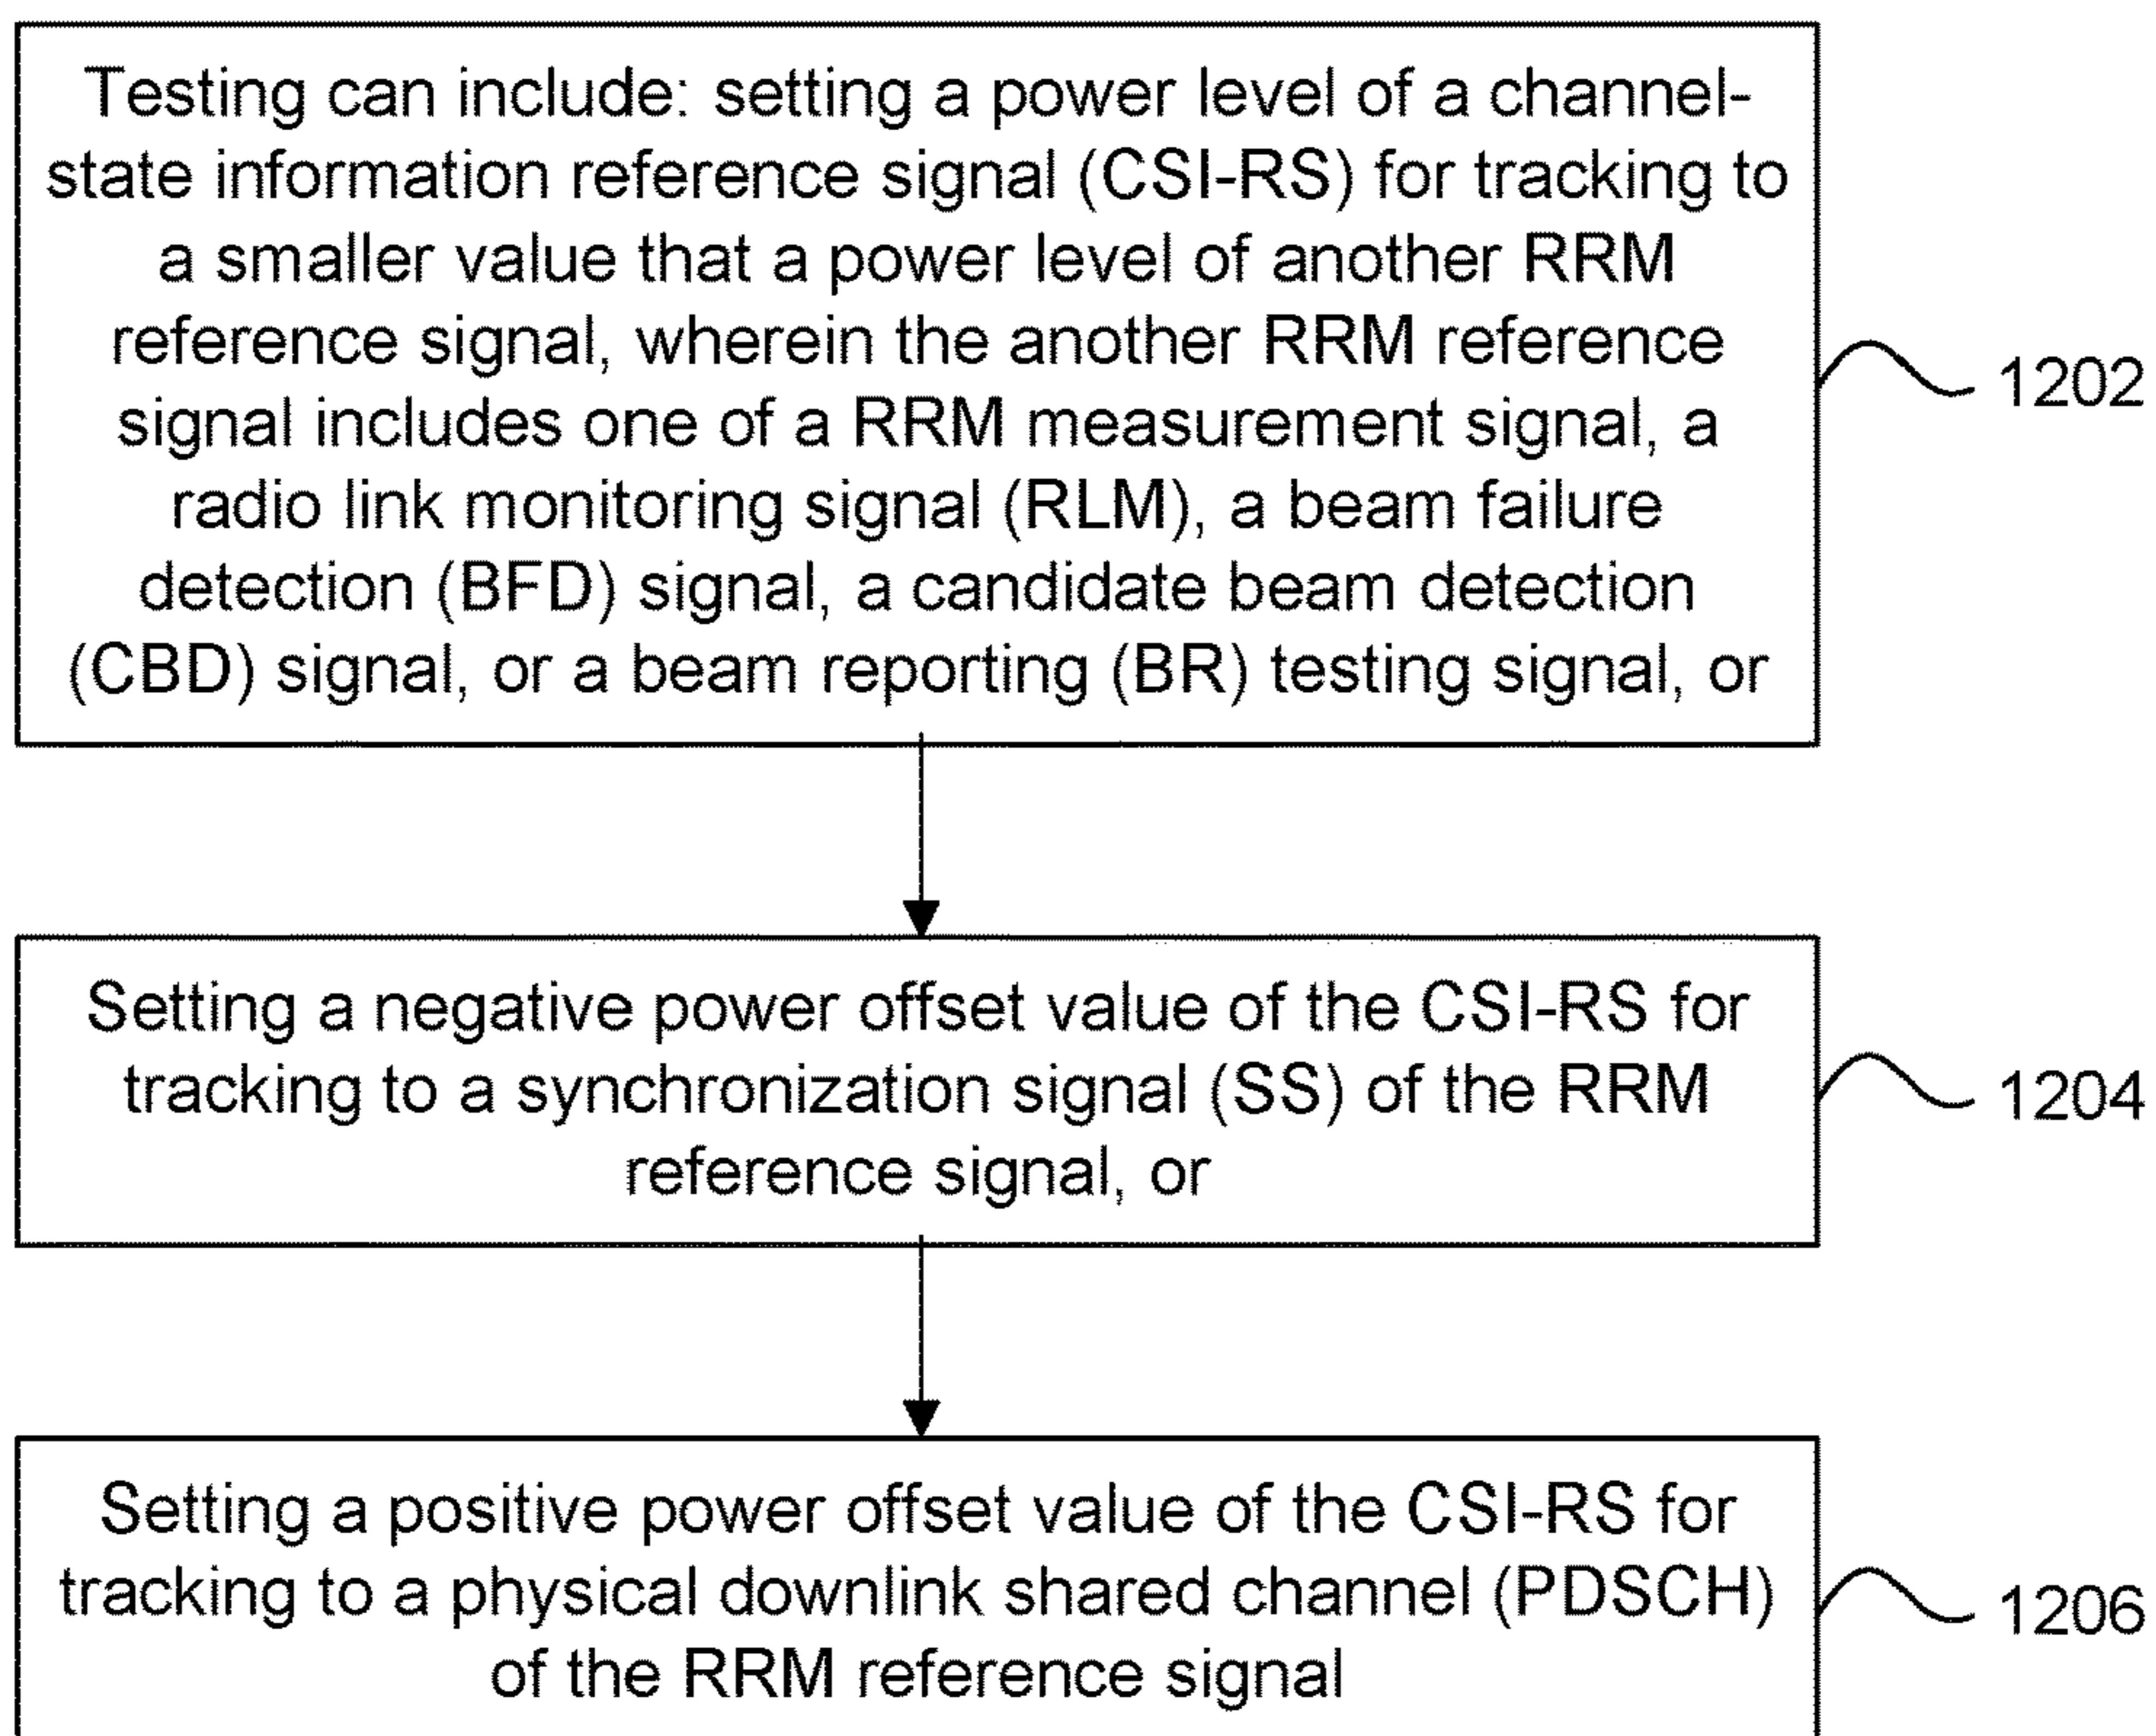 Testing can include: setting a power level of a channel-
state information reference signal (CSI-RS) for tracking to
a smaller value that a power level of another RRM
reference signal, wherein the another RRM reference
signal includes one of a RRM measurement signal, a
radio link monitoring signal (RLM), a beam failure
detection (BFD) signal, a candidate beam detection
(CBD) signal, or a beam reporting (BR) testing signal, or
1202
Setting a negative power offset value of the CSI-RS for
tracking to a synchronization signal (SS) of the RRM
reference signal, or
1204
Setting a positive power offset value of the CSI-RS for
tracking to a physical downlink shared channel (PDSCH)
of the RRM reference signal
1206